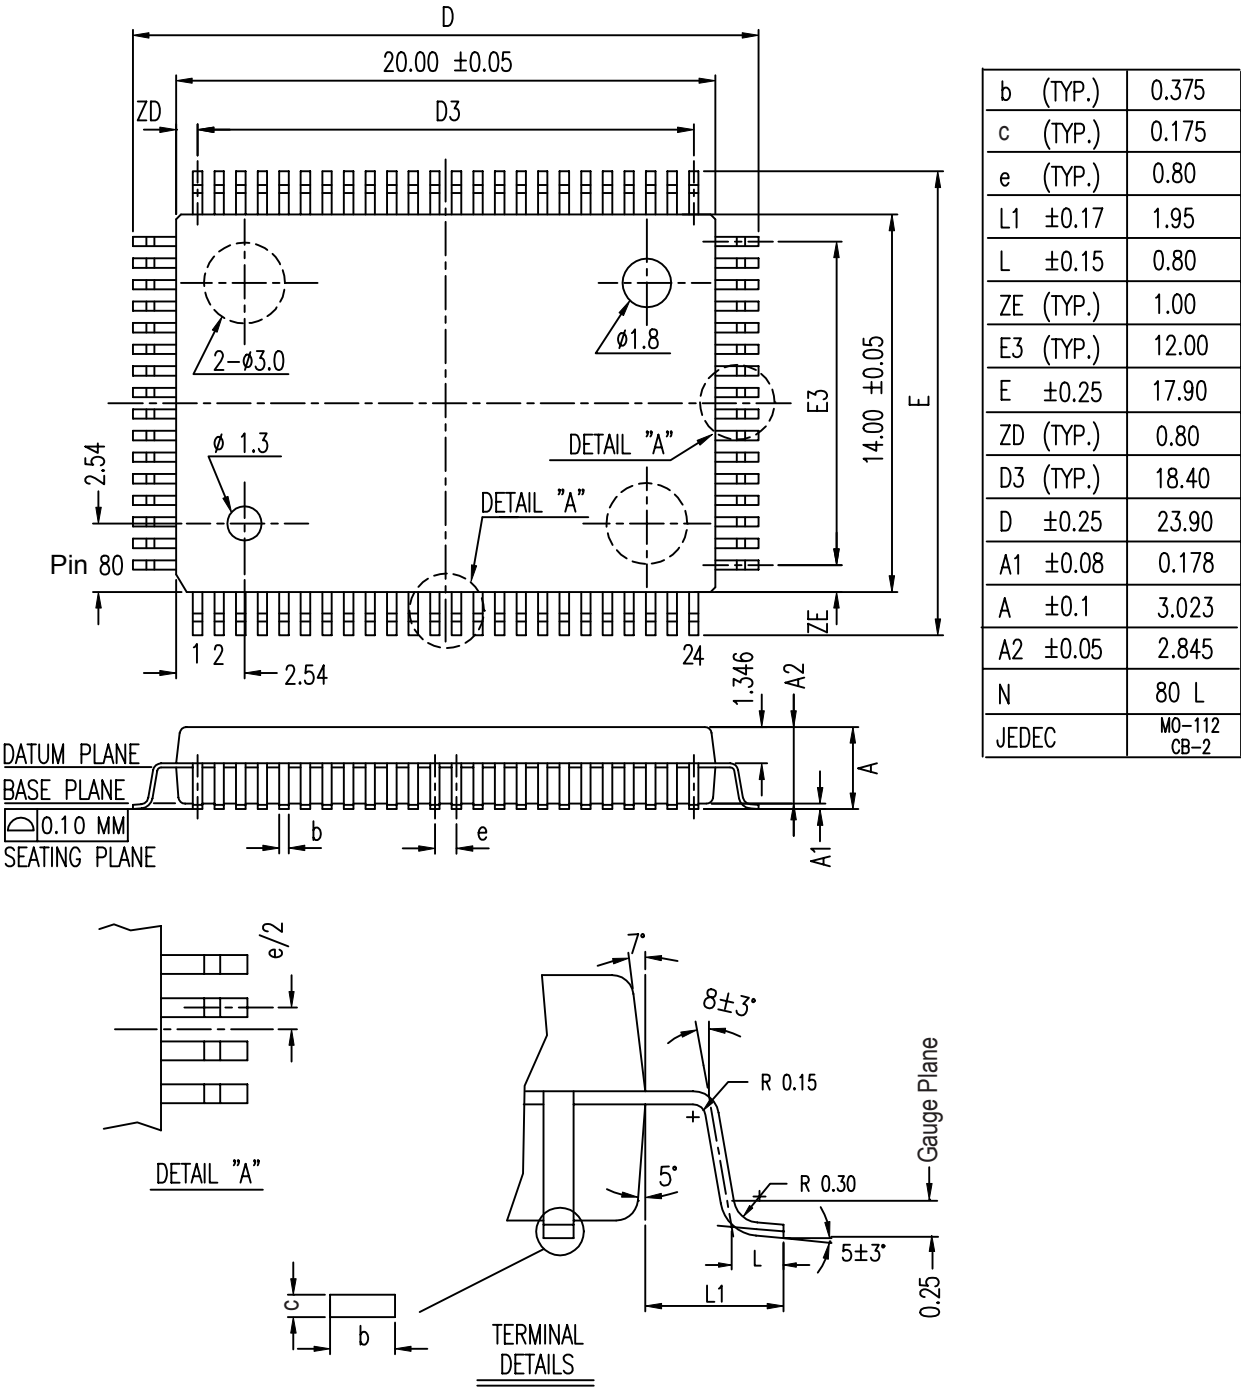 D
20.00 ±0.05
ZD
D3
2-ø3.0
ø1.8
ø 1.3
2.54
Pin 80
DETAIL "A"
DETAIL "A"
E3
14.00 ±0.05
E
ZE
1 2
24
2.54
1.346
A2
A
A1
DATUM PLANE
BASE PLANE
0.10 MM
SEATING PLANE
b
e
b (TYP.) 0.375
c (TYP.) 0.175
e (TYP.) 0.80
L1 ±0.17 1.95
L ±0.15 0.80
ZE (TYP.) 1.00
E3 (TYP.) 12.00
E ±0.25 17.90
ZD (TYP.) 0.80
D3 (TYP.) 18.40
D ±0.25 23.90
A1 ±0.08 0.178
A ±0.1 3.023
A2 ±0.05 2.845
N 80 L
JEDEC MO-112
CB-2
e/2
DETAIL "A"
7°
8±3°
R 0.15
Gauge Plane
5°
R 0.30
5±3°
0.25
L
L1
c
b
TERMINAL
DETAILS